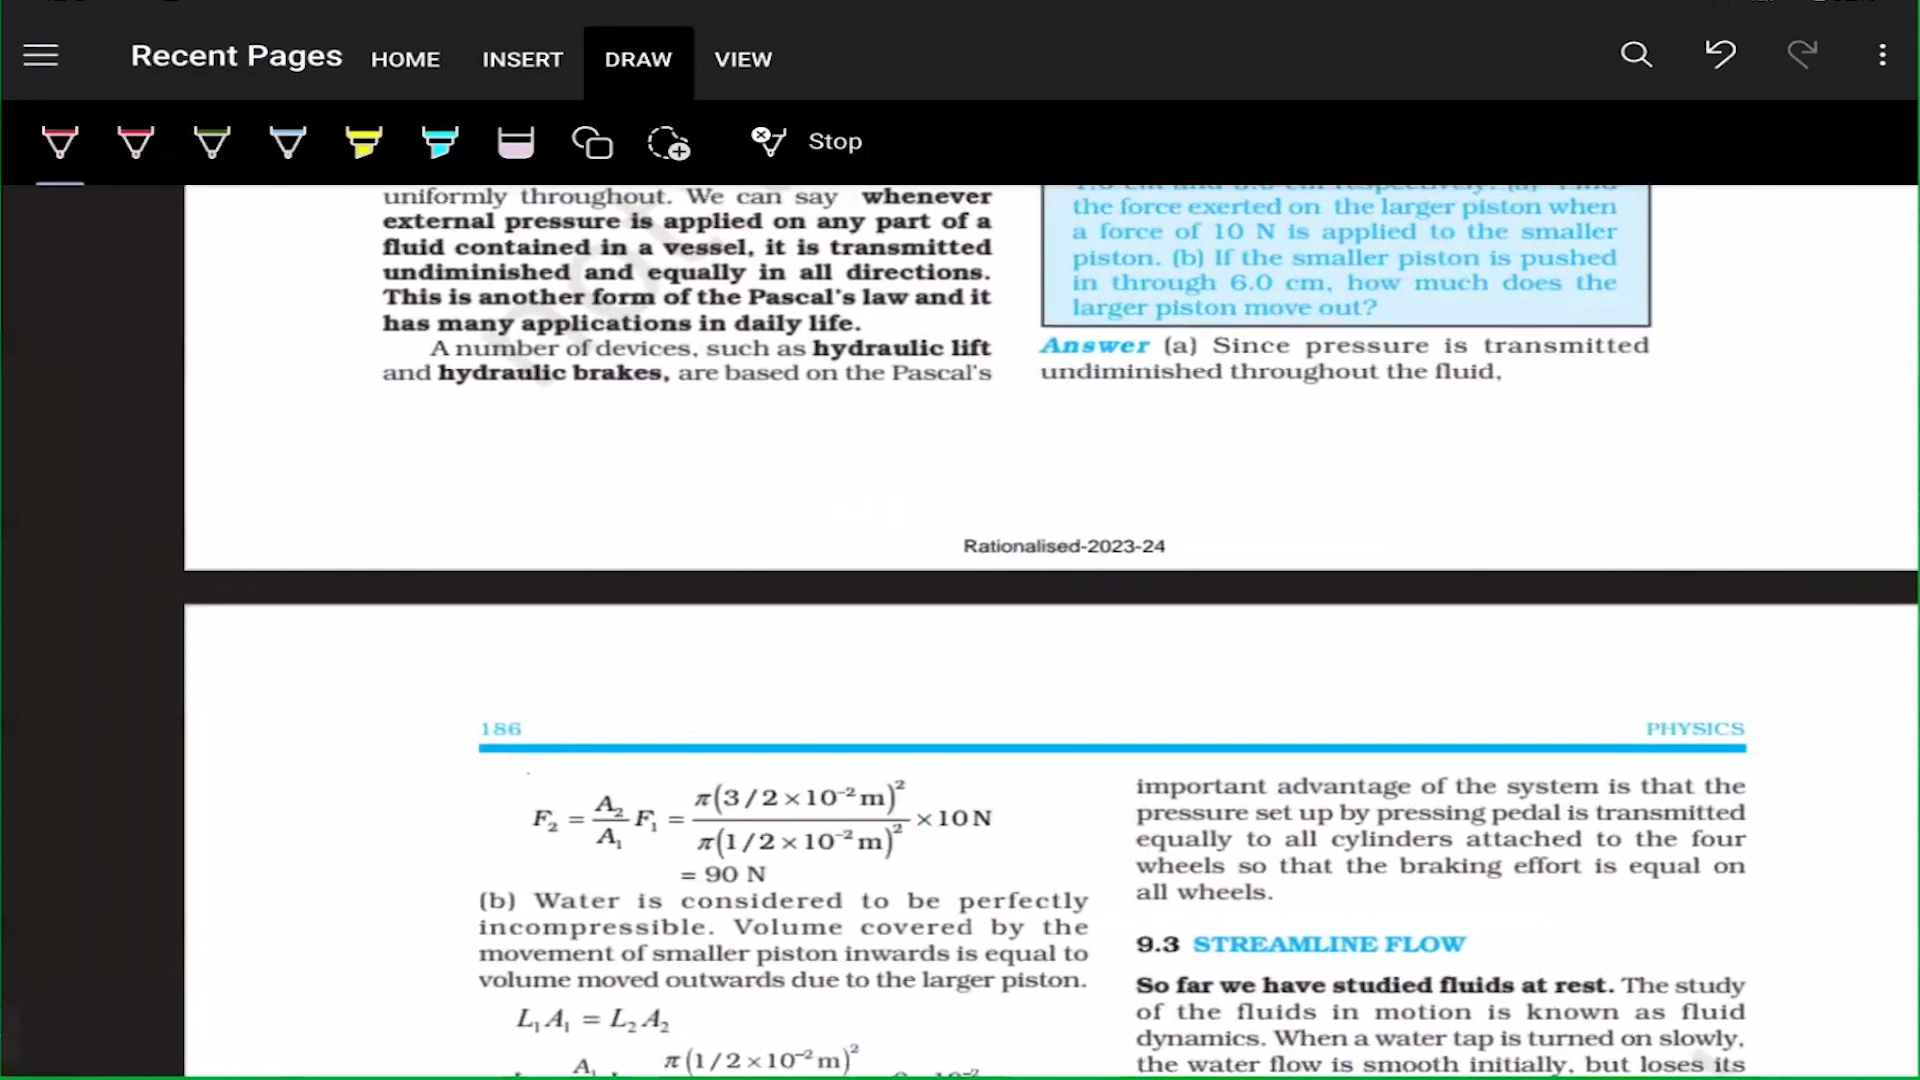 Recent Pages HOME INSERT DRAW VIEW
Stop
uniformly throughout. We can say whenever
external pressure is applied on any part of a
fluid contained in a vessel, it is transmitted
undiminished and equally in all directions.
This is another form of the Pascal's law and it
has many applications in daily life.
A number of devices, such as hydraulic lift
and hydraulic brakes, are based on the Pascal's
the force exerted on the larger piston when
a force of 10 N is applied to the smaller
piston. (b) If the smaller piston is pushed
in through 6.0 cm, how much does the
larger piston move out?
Answer (a) Since pressure is transmitted
undiminished throughout the fluid,
Rationalised-2023-24
186 PHYSICS
F₂ = A₂/A₁ F₁ = π(3/2×10⁻²m)²/π(1/2×10⁻²m)² ×10N
= 90 N
(b) Water is considered to be perfectly
incompressible. Volume covered by the
movement of smaller piston inwards is equal to
volume moved outwards due to the larger piston.
L₁A₁ = L₂A₂
A₁ π(1/2×10⁻²m)²
important advantage of the system is that the
pressure set up by pressing pedal is transmitted
equally to all cylinders attached to the four
wheels so that the braking effort is equal on
all wheels.
9.3 STREAMLINE FLOW
So far we have studied fluids at rest. The study
of the fluids in motion is known as fluid
dynamics. When a water tap is turned on slowly,
the water flow is smooth initially, but loses its